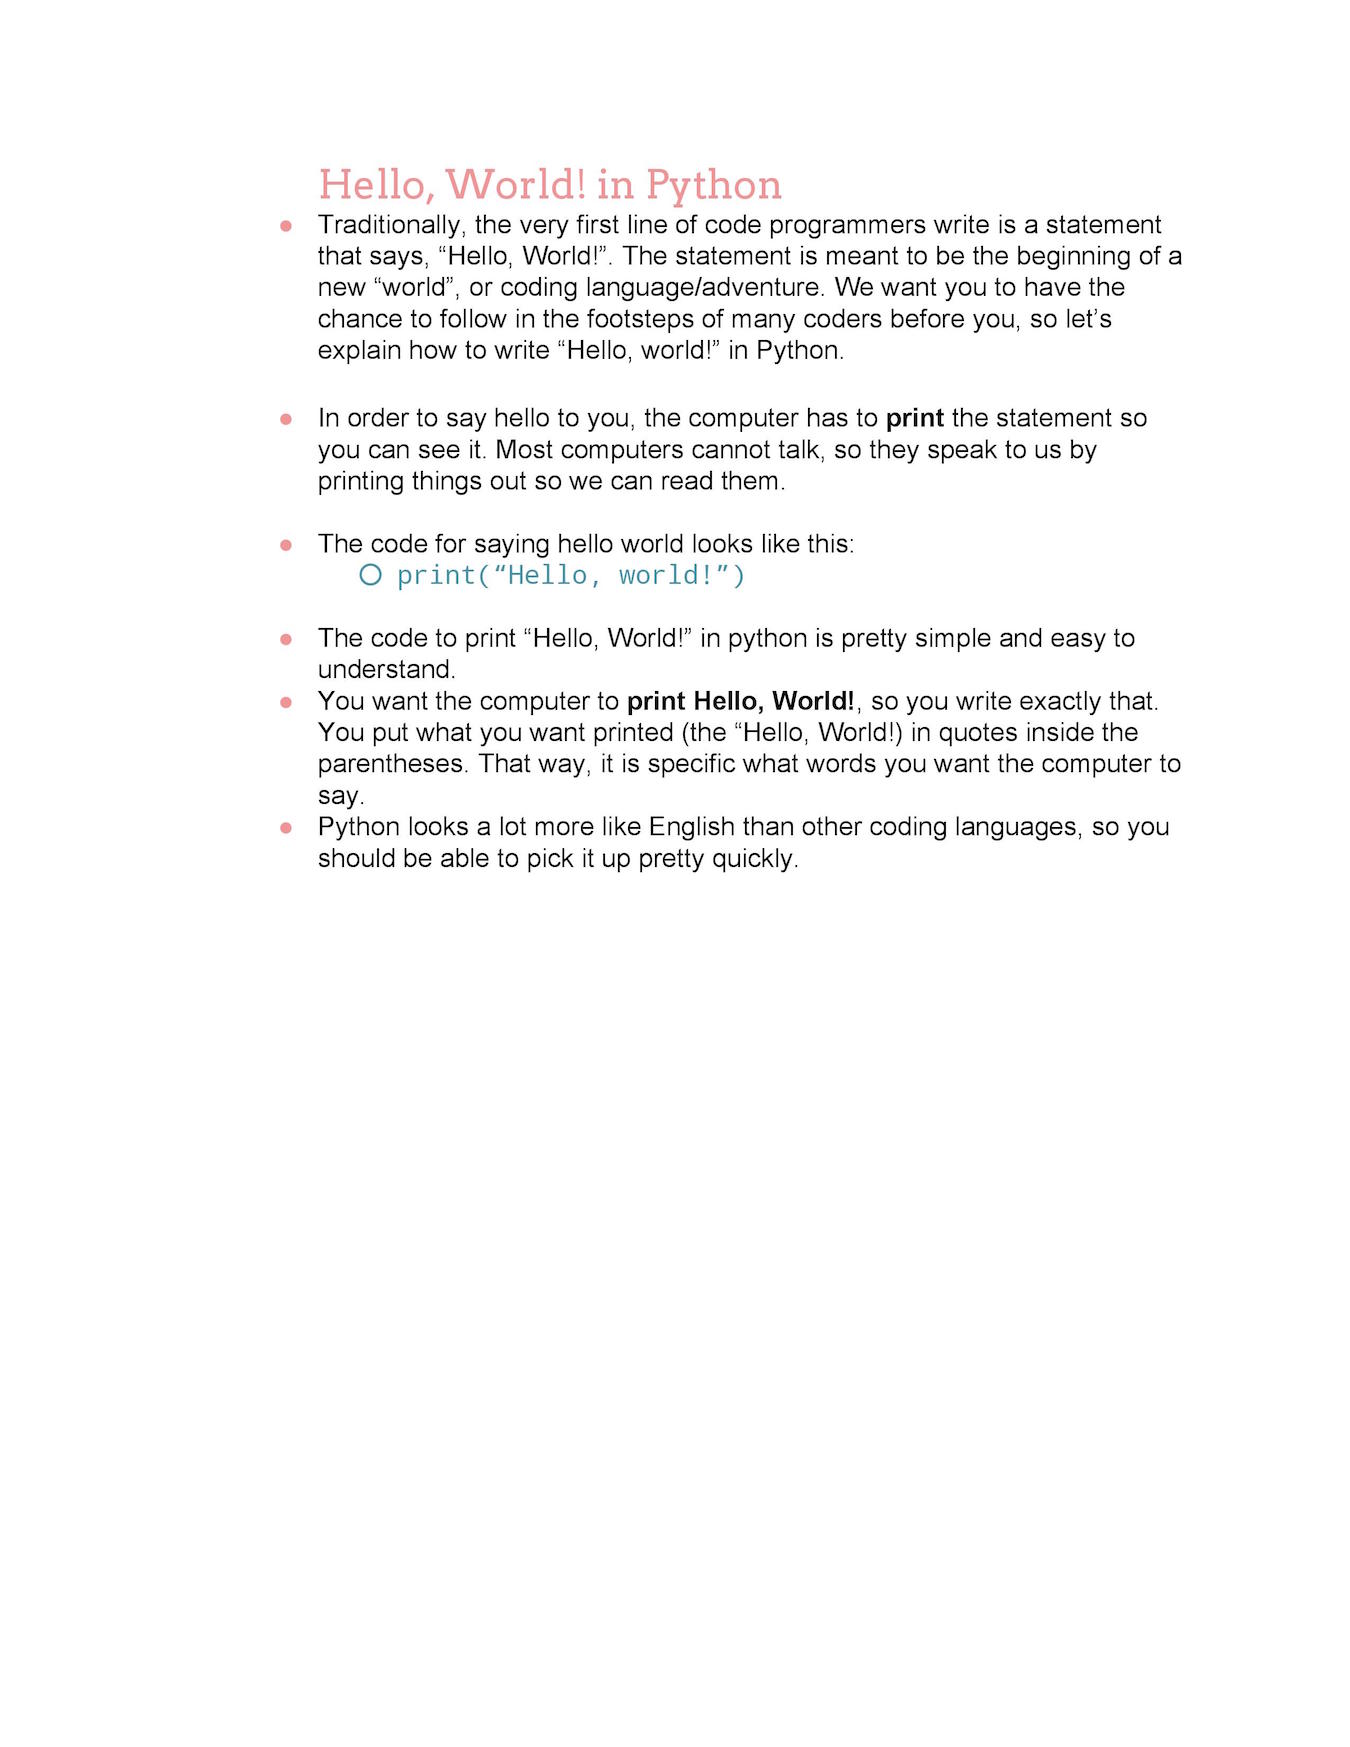 Hello, World! in Python
● Traditionally, the very first line of code programmers write is a statement
that says, “Hello, World!”. The statement is meant to be the beginning of a
new “world”, or coding language/adventure. We want you to have the
chance to follow in the footsteps of many coders before you, so let’s
explain how to write “Hello, world!” in Python.
● In order to say hello to you, the computer has to print the statement so
you can see it. Most computers cannot talk, so they speak to us by
printing things out so we can read them.
● The code for saying hello world looks like this:
○ print(“Hello, world!”)
● The code to print “Hello, World!” in python is pretty simple and easy to
understand.
● You want the computer to print Hello, World!, so you write exactly that.
You put what you want printed (the “Hello, World!) in quotes inside the
parentheses. That way, it is specific what words you want the computer to
say.
● Python looks a lot more like English than other coding languages, so you
should be able to pick it up pretty quickly.